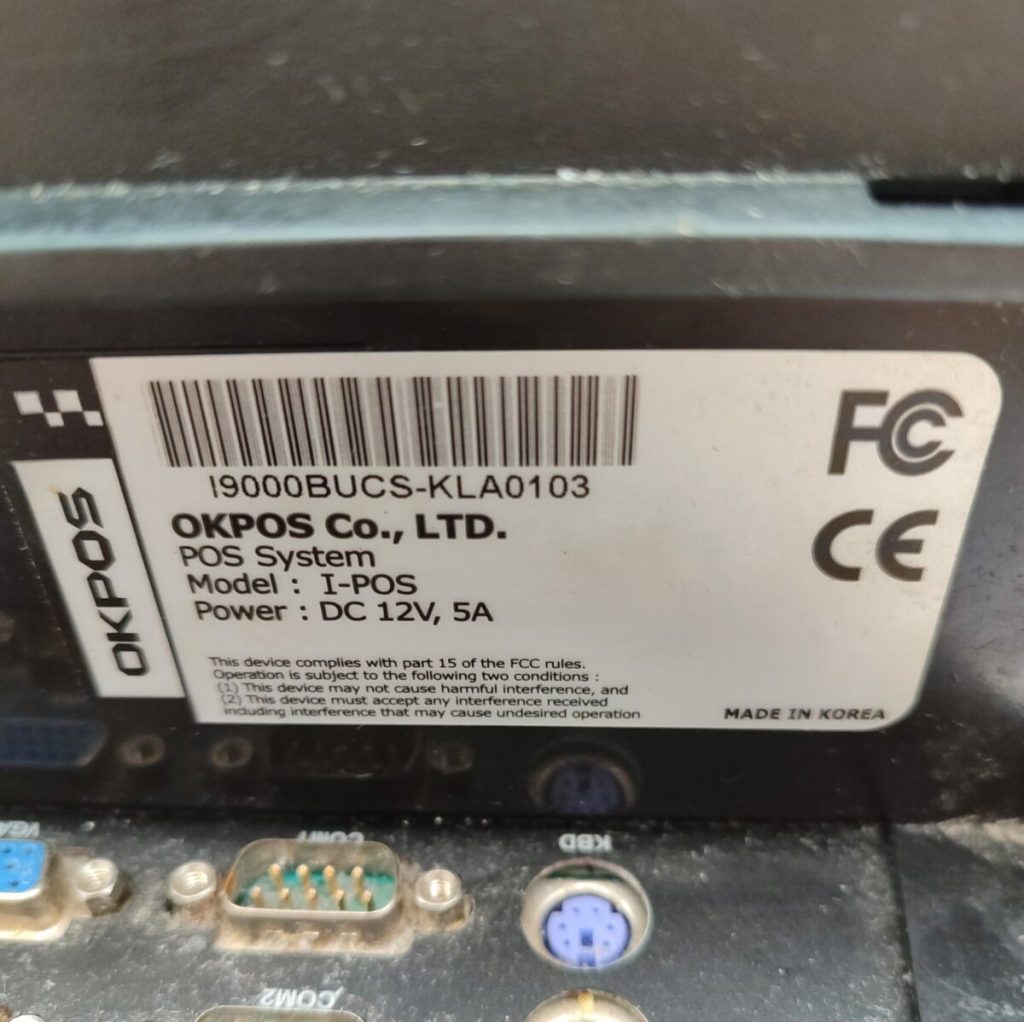 I9000BUCS-KLA0103
OKPOS Co., LTD.
POS System
Model : I-POS
Power : DC 12V, 5A
This device complies with part 15 of the FCC rules.
Operation is subject to the following two conditions :
(1) This device may not cause harmful interference, and
(2) This device must accept any interference received
including interference that may cause undesired operation
FC
CE
MADE IN KOREA
OKPOS
VGA
COM1
KBD
COM2